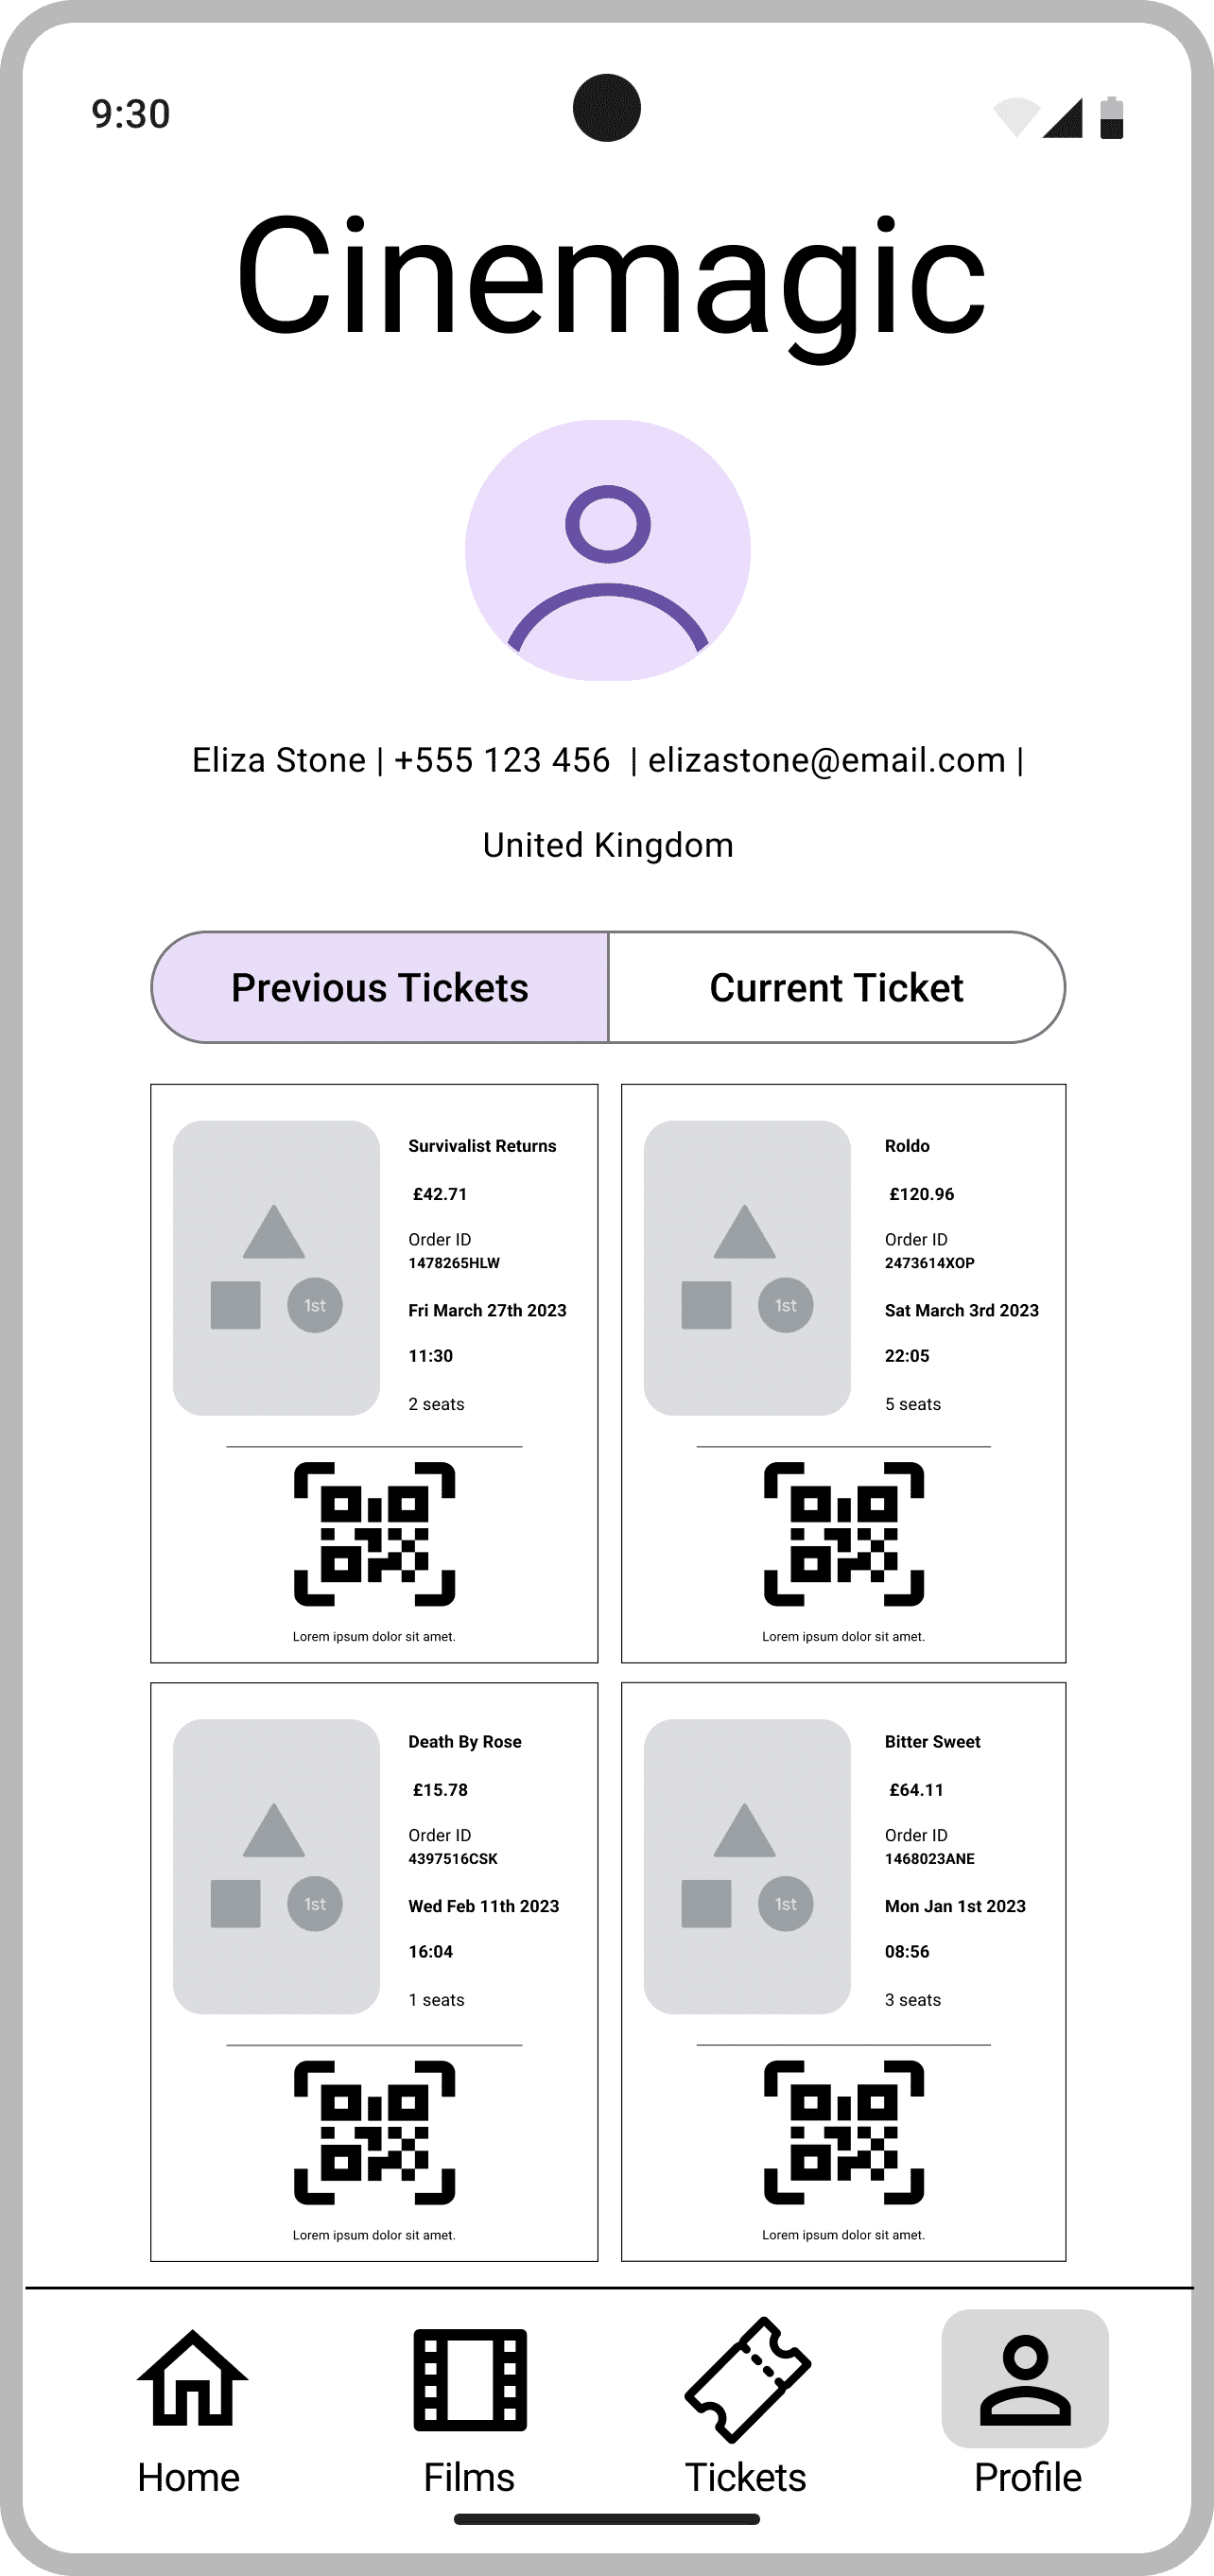 9:30
Cinemagic
Eliza Stone | +555 123 456 | elizastone@email.com |
United Kingdom
Previous Tickets
Current Ticket
Survivalist Returns
£42.71
Order ID
1478265HLW
Fri March 27th 2023
11:30
2 seats
1st
Lorem ipsum dolor sit amet.
Roldo
£120.96
Order ID
2473614XOP
Sat March 3rd 2023
22:05
5 seats
1st
Lorem ipsum dolor sit amet.
Death By Rose
£15.78
Order ID
4397516CSK
Wed Feb 11th 2023
16:04
1 seats
1st
Lorem ipsum dolor sit amet.
Bitter Sweet
£64.11
Order ID
1468023ANE
Mon Jan 1st 2023
08:56
3 seats
1st
Lorem ipsum dolor sit amet.
Home
Films
Tickets
Profile